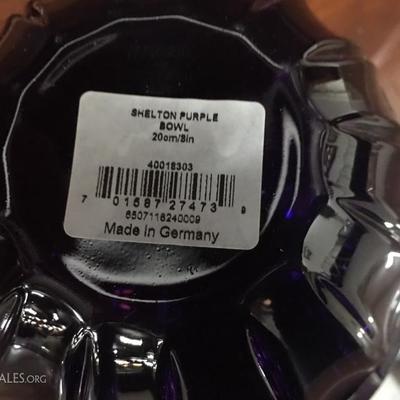 SHELTON PURPLE
BOWL
20cm/8in
40018303
7 01587 27473 9
6507116240009
Made in Germany
ALES.ORG